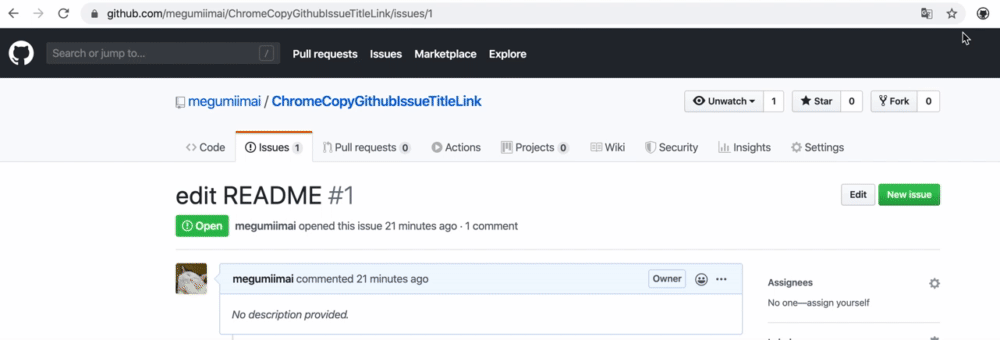 github.com/megumiimai/ChromeCopyGithubIssueTitleLink/issues/1
Search or jump to... / Pull requests Issues Marketplace Explore
megumiimai / ChromeCopyGithubIssueTitleLink Unwatch 1 Star 0 Fork 0
Code Issues 1 Pull requests 0 Actions Projects 0 Wiki Security Insights Settings
edit README #1 Edit New issue
Open megumiimai opened this issue 21 minutes ago · 1 comment
megumiimai commented 21 minutes ago Owner ...
Assignees
No description provided.
No one—assign yourself